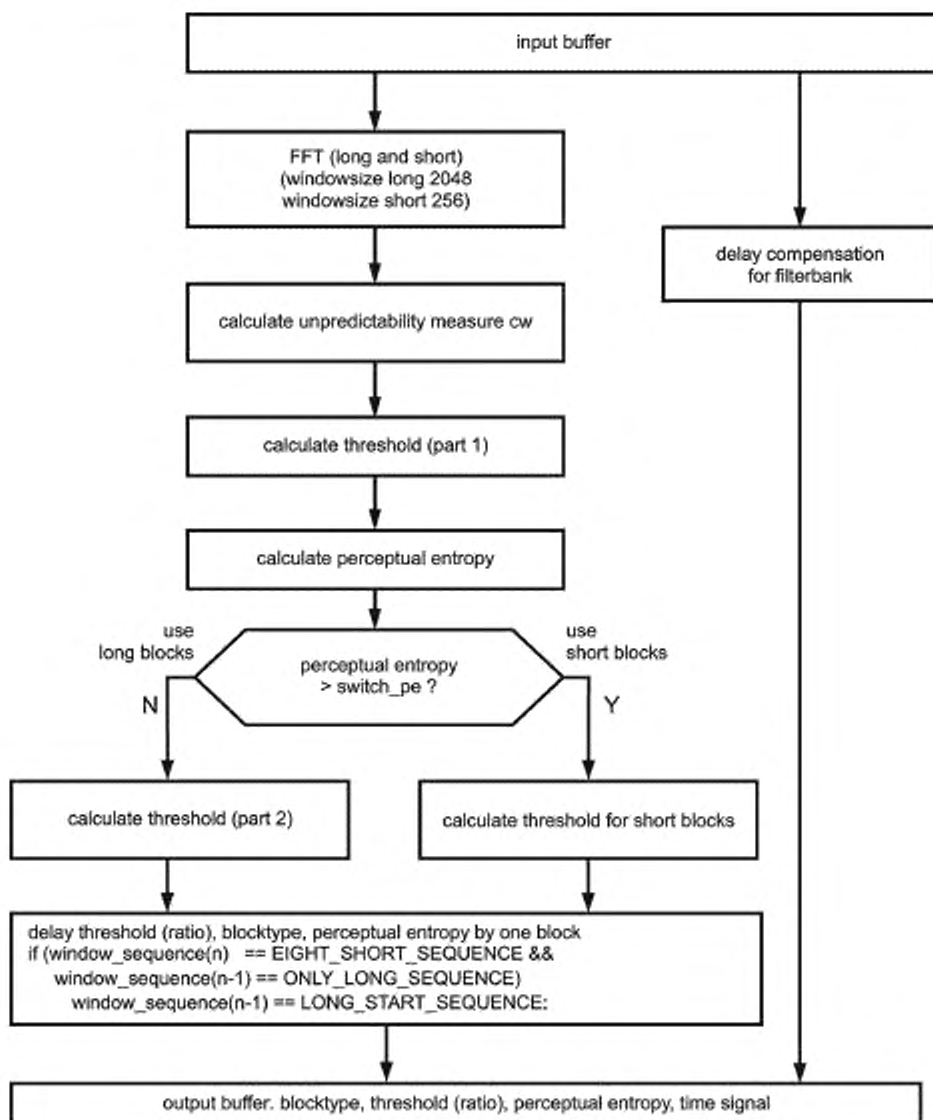 input buffer
FFT (long and short)
(windowsize long 2048
windowsize short 256)
delay compensation
for filterbank
calculate unpredictability measure cw
calculate threshold (part 1)
calculate perceptual entropy
use
long blocks
use
short blocks
perceptual entropy
> switch_pe ?
N
Y
calculate threshold (part 2)
calculate threshold for short blocks
delay threshold (ratio), blocktype, perceptual entropy by one block
if (window_sequence(n) == EIGHT_SHORT_SEQUENCE &&
window_sequence(n-1) == ONLY_LONG_SEQUENCE)
window_sequence(n-1) == LONG_START_SEQUENCE:
output buffer. blocktype, threshold (ratio), perceptual entropy, time signal